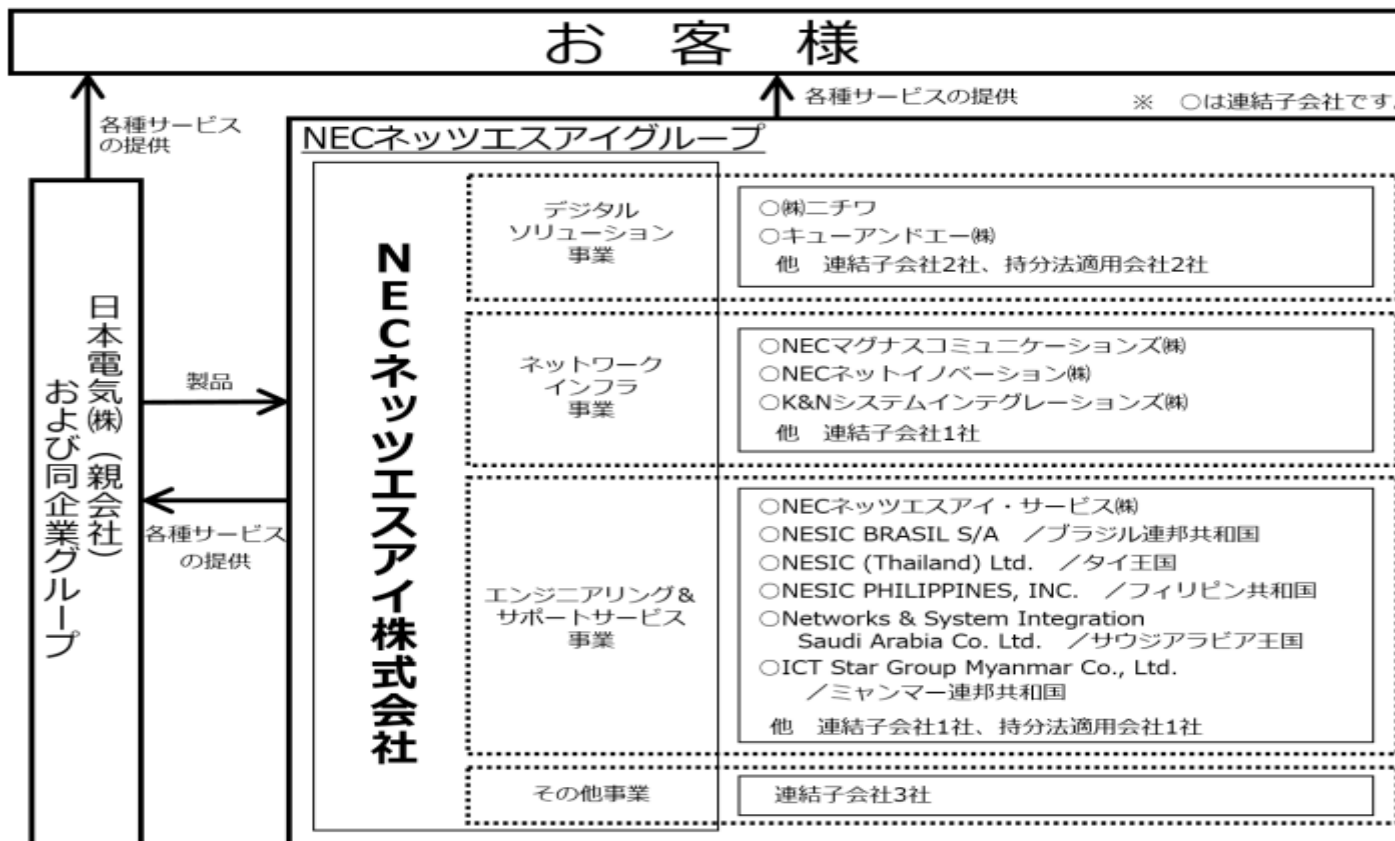 お 客 様
各種サービス
の提供
各種サービスの提供
※ ○は連結子会社です。
NECネッツエスアイグループ
日本電気㈱（親会社）
および同企業グループ
製品
各種サービス
の提供
NECネッツエスアイ株式会社
デジタル
ソリューション
事業
○㈱ニチワ
○キューアンドエー㈱
他 連結子会社2社、持分法適用会社2社
ネットワーク
インフラ
事業
○NECマグナスコミュニケーションズ㈱
○NECネットイノベーション㈱
○K&Nシステムインテグレーションズ㈱
他 連結子会社1社
エンジニアリング＆
サポートサービス
事業
○NECネッツエスアイ・サービス㈱
○NESIC BRASIL S/A ／ブラジル連邦共和国
○NESIC (Thailand) Ltd. ／タイ王国
○NESIC PHILIPPINES, INC. ／フィリピン共和国
○Networks & System Integration
Saudi Arabia Co. Ltd. ／サウジアラビア王国
○ICT Star Group Myanmar Co., Ltd.
／ミャンマー連邦共和国
他 連結子会社1社、持分法適用会社1社
その他事業
連結子会社3社